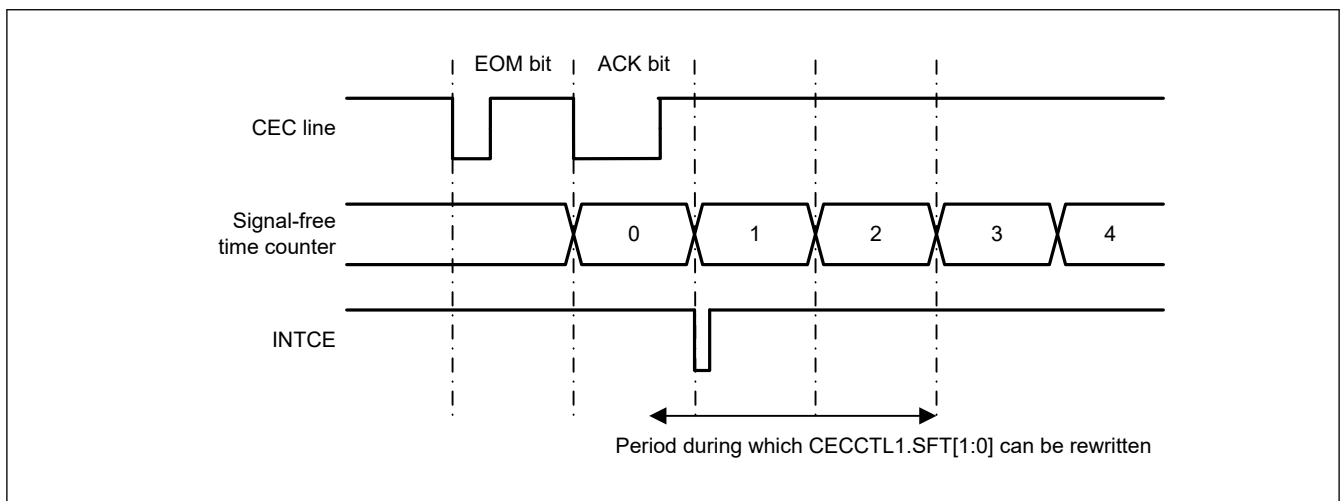 EOM bit ACK bit
CEC line
Signal-free
time counter
0 1 2 3 4
INTCE
Period during which CECCTL1.SFT[1:0] can be rewritten